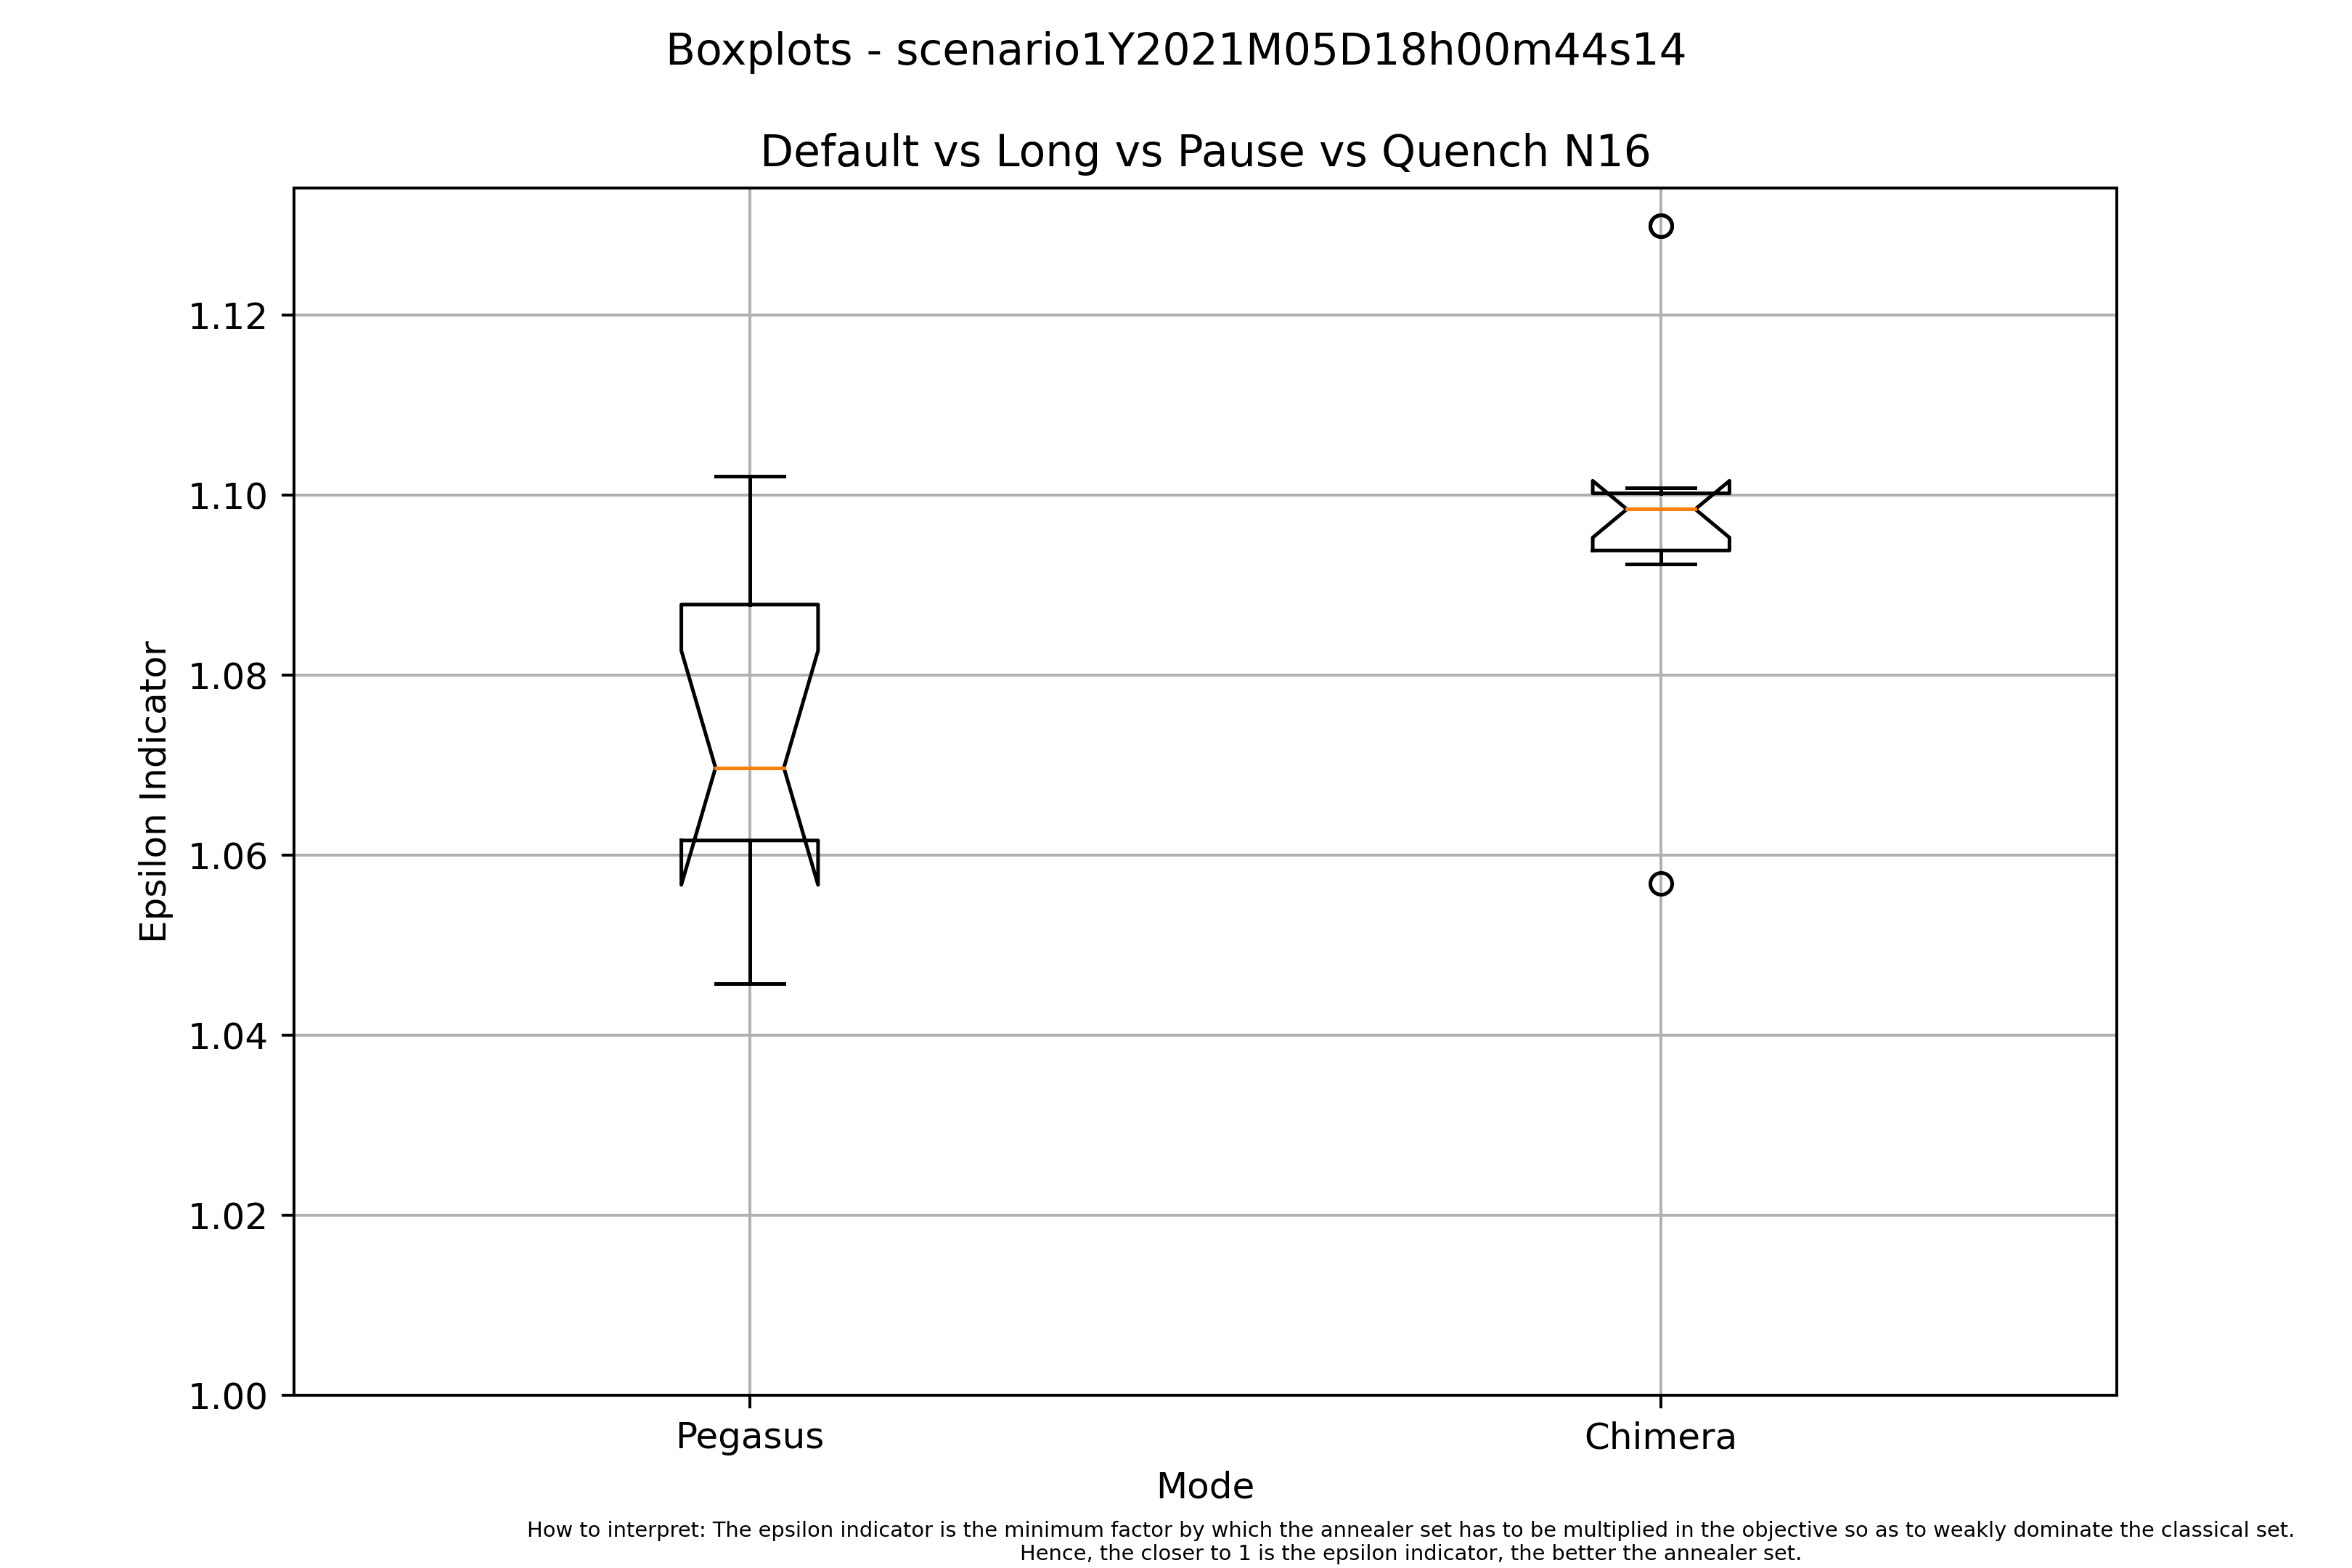 Boxplots - scenario1Y2021M05D18h00m44s14
Default vs Long vs Pause vs Quench N16
Epsilon Indicator
1.12
1.10
1.08
1.06
1.04
1.02
1.00
Pegasus
Chimera
Mode
How to interpret: The epsilon indicator is the minimum factor by which the annealer set has to be multiplied in the objective so as to weakly dominate the classical set.
Hence, the closer to 1 is the epsilon indicator, the better the annealer set.